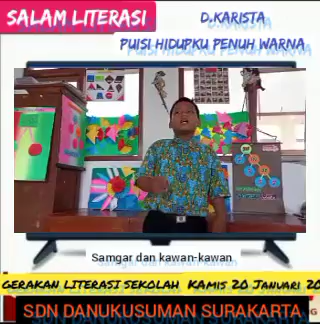 SALAM LITERASI
D.KARISTA
PUISI HIDUPKU PENUH WARNA
Samgar dan kawan-kawan
GERAKAN LITERASI SEKOLAH KAMIS 20 JANUARI 20
SDN DANUKUSUMAN SURAKARTA